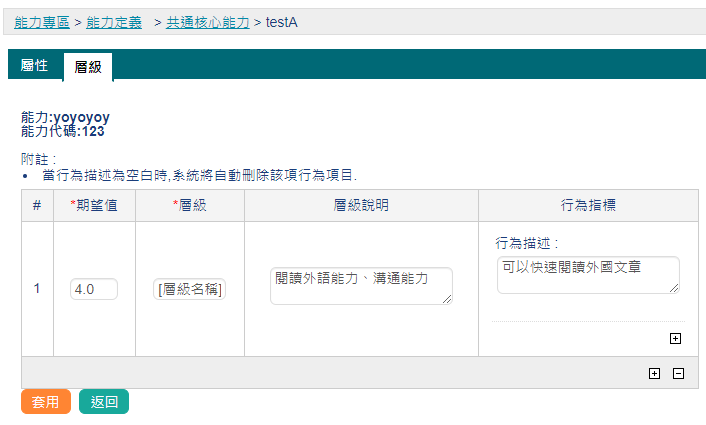 能力專區 > 能力定義 > 共通核心能力 > testA
屬性 層級
能力:yoyoyoy
能力代碼:123
附註 :
• 當行為描述為空白時,系統將自動刪除該項行為項目.
# *期望值 *層級 層級說明 行為指標
行為描述 :
1 4.0 [層級名稱] 閱讀外語能力、溝通能力 可以快速閱讀外國文章
套用 返回